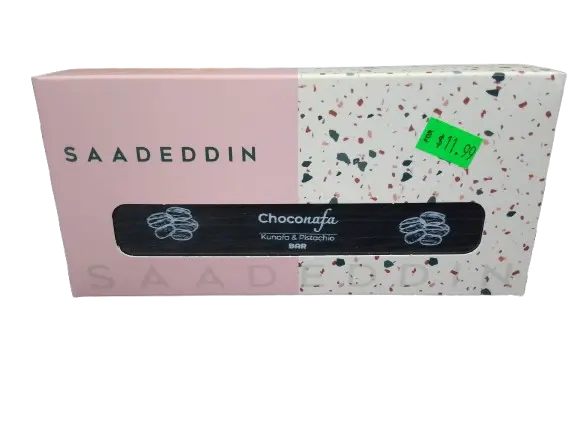 SAADEDDIN
$11.99
Choconafa
Kunafa & Pistachio
BAR
SAADEDDIN